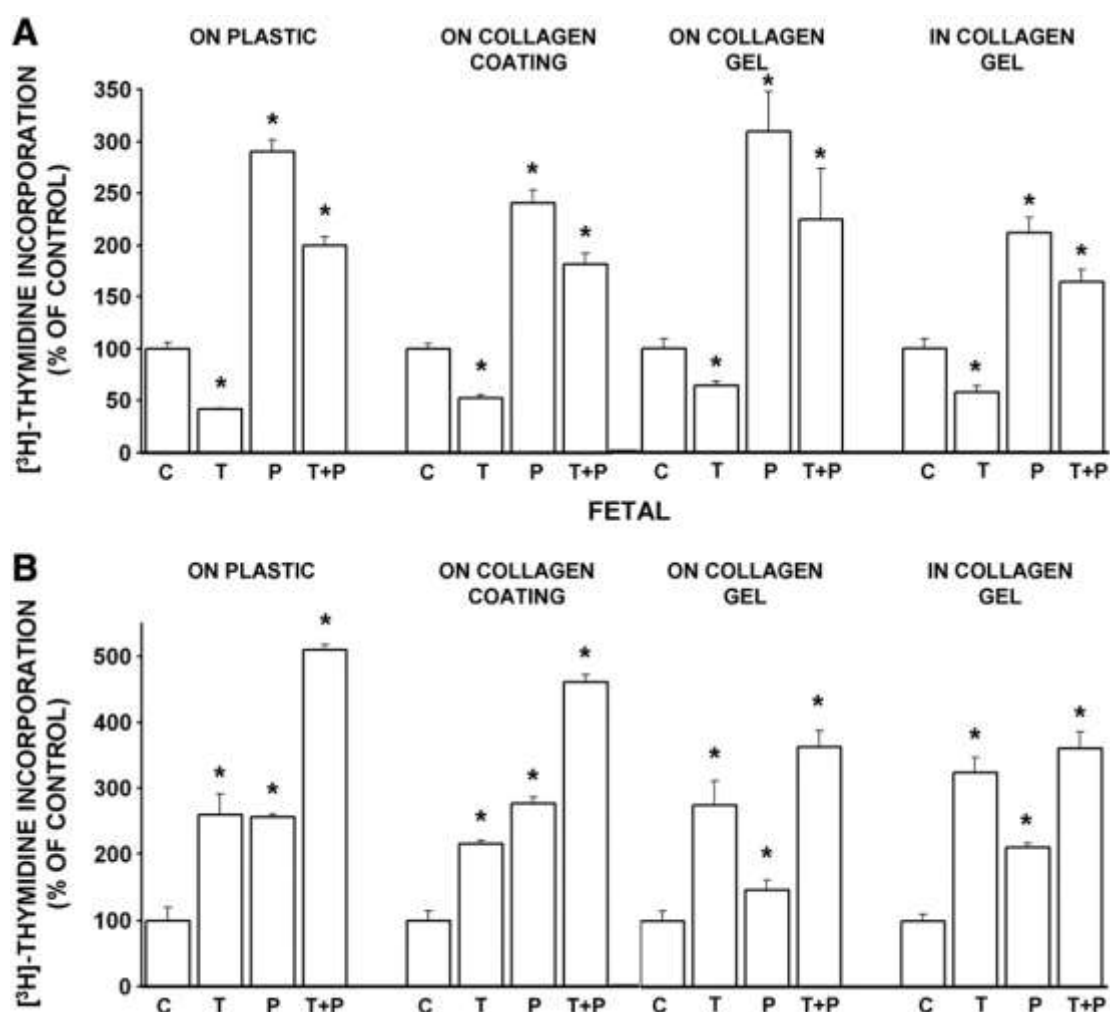 A
ON PLASTIC
ON COLLAGEN
COATING
ON COLLAGEN
GEL
IN COLLAGEN
GEL
[³H]-THYMIDINE INCORPORATION
(% OF CONTROL)
350
300
250
200
150
100
50
0
* * * * * * * * * * * *
C T P T+P C T P T+P C T P T+P C T P T+P
FETAL
B
ON PLASTIC
ON COLLAGEN
COATING
ON COLLAGEN
GEL
IN COLLAGEN
GEL
[³H]-THYMIDINE INCORPORATION
(% OF CONTROL)
500
400
300
200
100
0
* * * * * * * * * * * *
C T P T+P C T P T+P C T P T+P C T P T+P